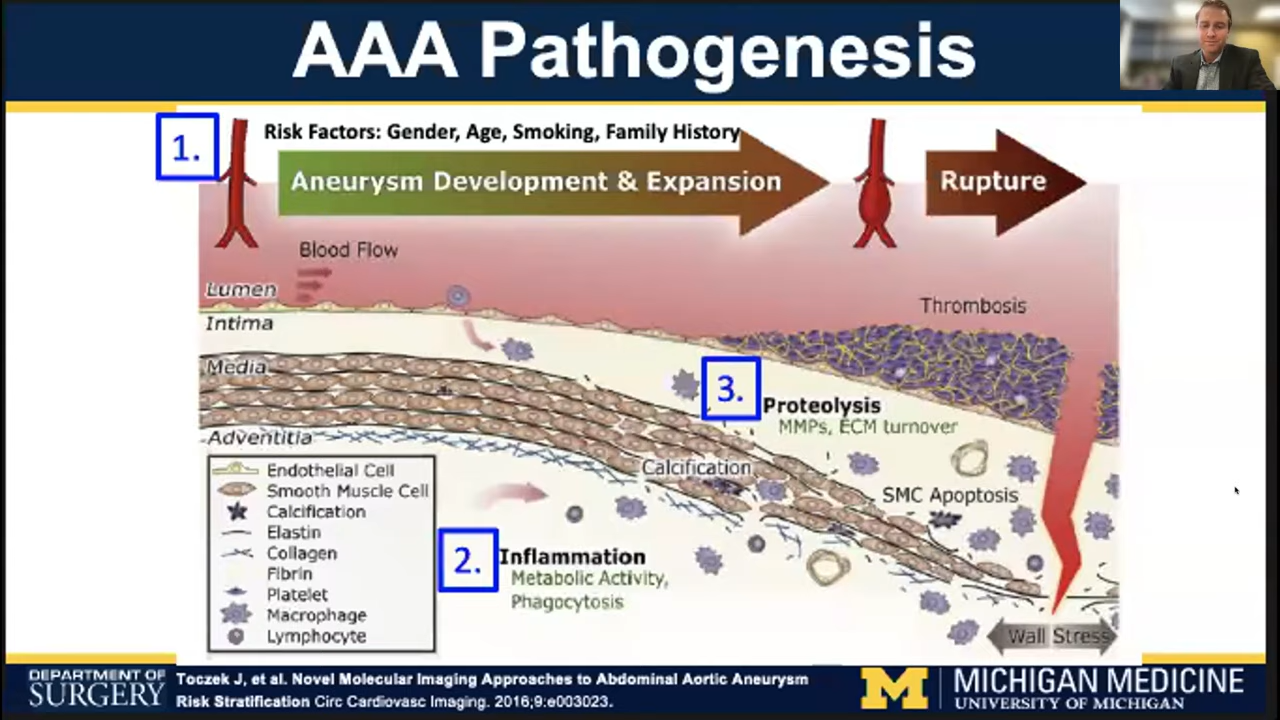 AAA Pathogenesis
1.
Risk Factors: Gender, Age, Smoking, Family History
Aneurysm Development & Expansion
Rupture
Blood Flow
Lumen
Thrombosis
Intima
Media
3.
Proteolysis
MMPs, ECM turnover
Adventitia
Calcification
SMC Apoptosis
Endothelial Cell
Smooth Muscle Cell
Calcification
Elastin
Collagen
Fibrin
Platelet
Macrophage
Lymphocyte
2.
Inflammation
Metabolic Activity,
Phagocytosis
Wall Stress
DEPARTMENT OF
SURGERY
Toczek J, et al. Novel Molecular Imaging Approaches to Abdominal Aortic Aneurysm
Risk Stratification Circ Cardiovasc Imaging. 2016;9:e003023.
M
MICHIGAN MEDICINE
UNIVERSITY OF MICHIGAN